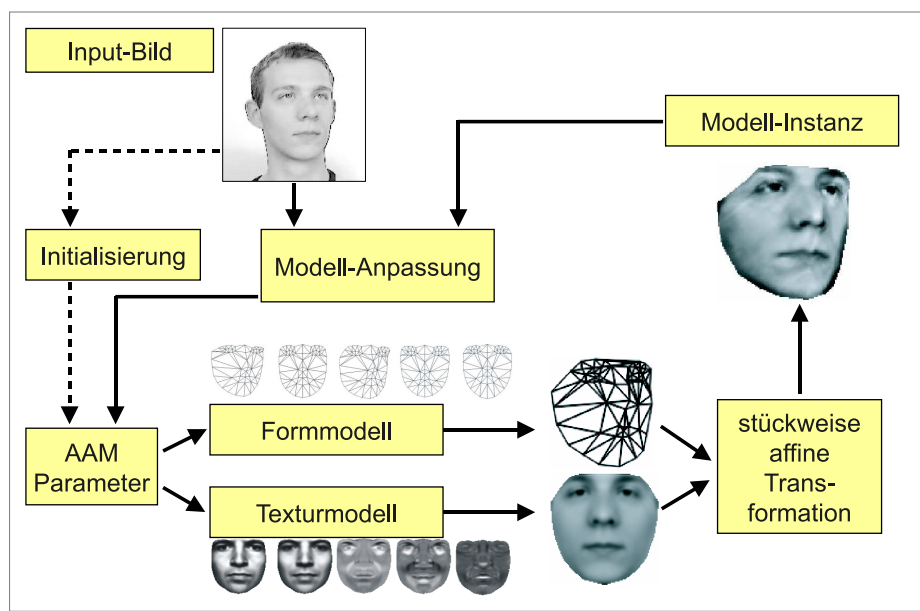 Input-Bild
Modell-Instanz
Initialisierung
Modell-Anpassung
AAM
Parameter
Formmodell
Texturmodell
stückweise
affine
Trans-
formation